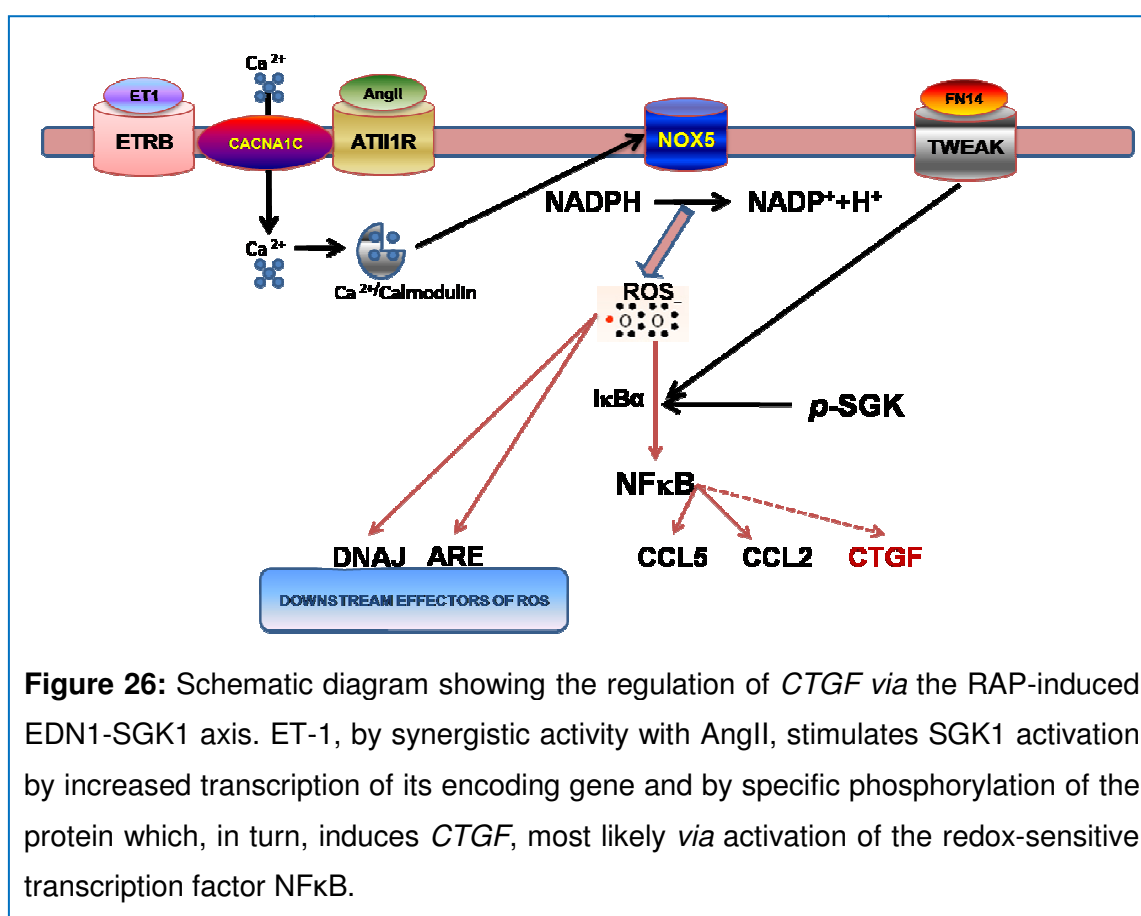 Ca 2+
ET1
AngII
FN14
ETRB
CACNA1C
ATII1R
NOX5
TWEAK
NADPH
NADP⁺+H⁺
Ca 2+
Ca 2+/Calmodulin
ROS
O O
IκBα
p-SGK
NFκB
DNAJ ARE
CCL5
CCL2
CTGF
DOWNSTREAM EFFECTORS OF ROS
Figure 26: Schematic diagram showing the regulation of CTGF via the RAP-induced
EDN1-SGK1 axis. ET-1, by synergistic activity with AngII, stimulates SGK1 activation
by increased transcription of its encoding gene and by specific phosphorylation of the
protein which, in turn, induces CTGF, most likely via activation of the redox-sensitive
transcription factor NFκB.